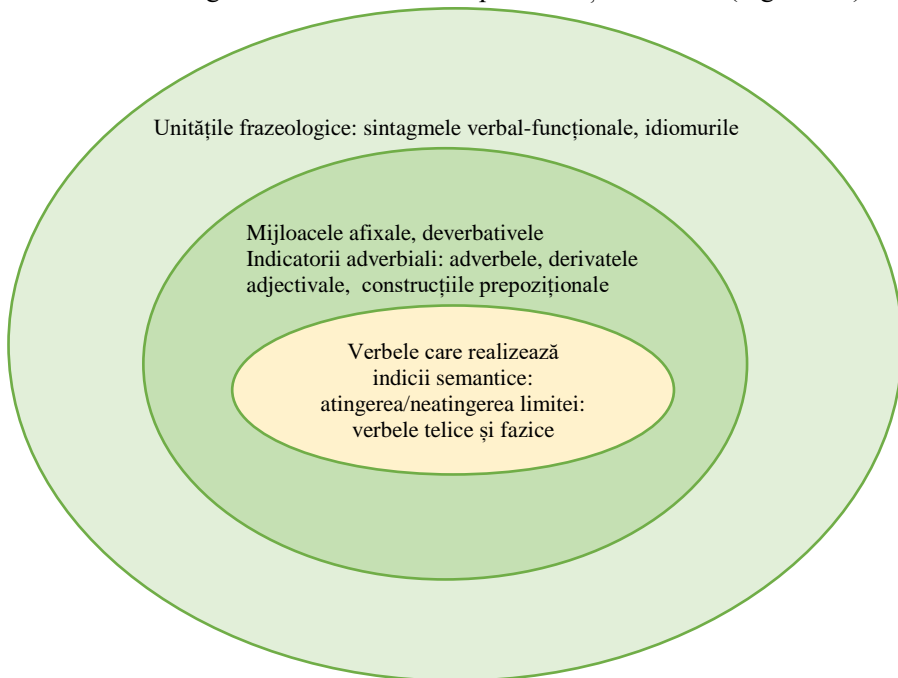 Unitățile frazeologice: sintagmele verbal-funcționale, idiomurile
Mijloacele afixale, deverbativele
Indicatorii adverbiali: adverbele, derivatele
adjectivale, construcțiile prepoziționale
Verbele care realizează
indicii semantice:
atingerea/neatingerea limitei:
verbele telice și fazice